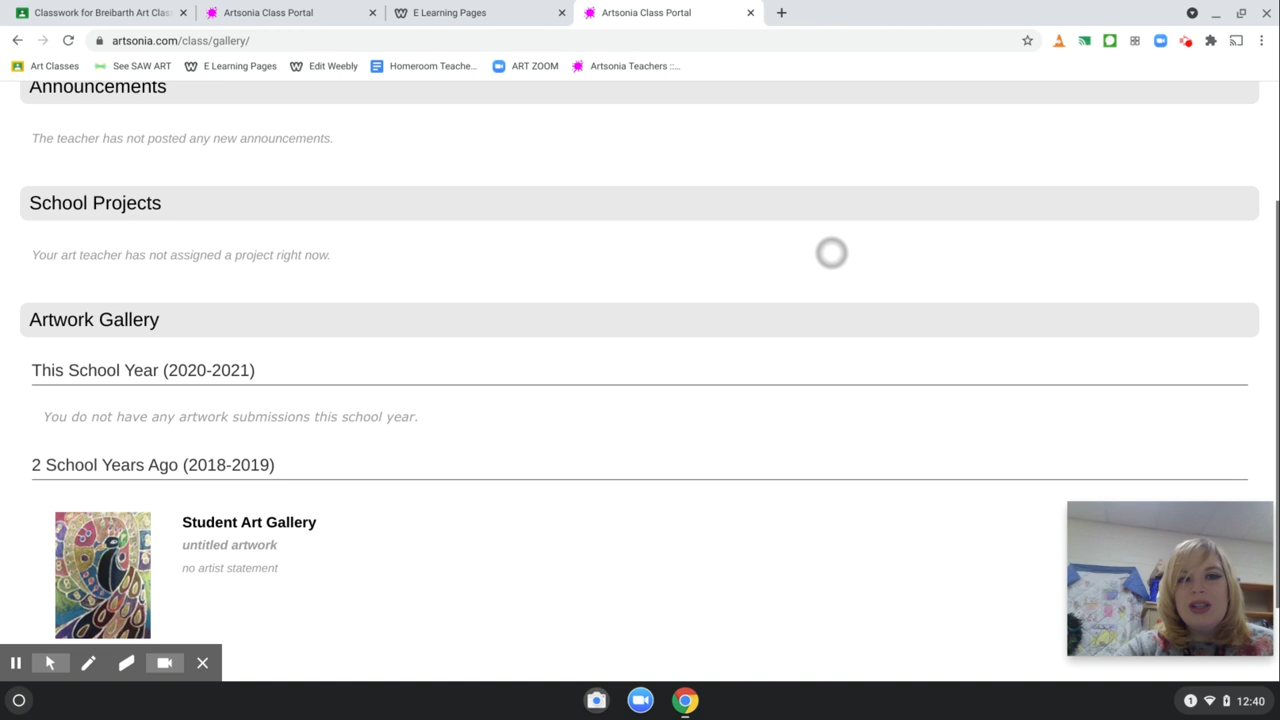 Classwork for Breibarth Art Clas
Artsonia Class Portal
E Learning Pages
Artsonia Class Portal
artsonia.com/class/gallery/
Art Classes
See SAW ART
E Learning Pages
Edit Weebly
Homeroom Teache...
ART ZOOM
Artsonia Teachers ::...
Announcements
The teacher has not posted any new announcements.
School Projects
Your art teacher has not assigned a project right now.
Artwork Gallery
This School Year (2020-2021)
You do not have any artwork submissions this school year.
2 School Years Ago (2018-2019)
Student Art Gallery
untitled artwork
no artist statement
1
12:40